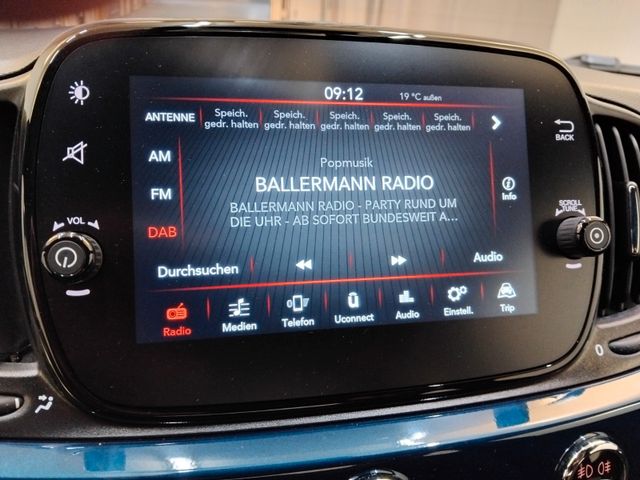 09:12
19 °C außen
ANTENNE
Speich. Speich. Speich. Speich. Speich.
gedr. halten gedr. halten gedr. halten gedr. halten gedr. halten
BACK
AM
FM
DAB
Popmusik
BALLERMANN RADIO
BALLERMANN RADIO - PARTY RUND UM
DIE UHR - AB SOFORT BUNDESWEIT A...
Info
VOL
SCROLL
TUNE
Durchsuchen
Audio
Radio
Medien
Telefon
Uconnect
Audio
Einstell.
Trip
0